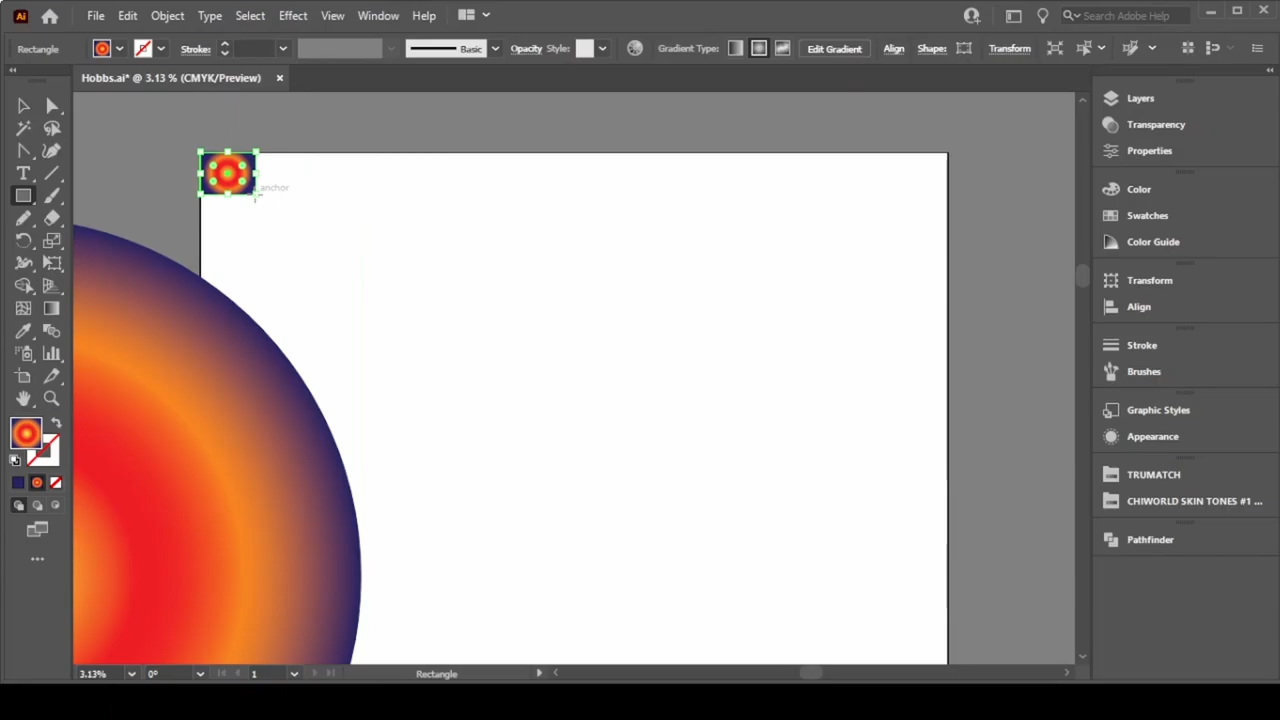 Ai File Edit Object Type Select Effect View Window Help Search Adobe Help
Rectangle Stroke: Basic Opacity Style: Gradient Type: Edit Gradient Align Shape: Transform
Hobbs.ai* @ 3.13 % (CMYK/Preview) ×
anchor
Layers
Transparency
Properties
Color
Swatches
Color Guide
Transform
Align
Stroke
Brushes
Graphic Styles
Appearance
TRUMATCH
CHIWORLD SKIN TONES #1 ...
Pathfinder
3.13% 0° 1 Rectangle